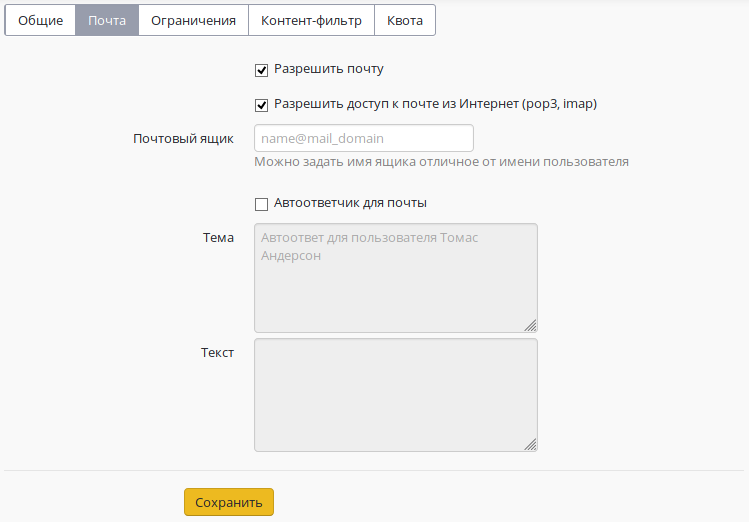 Общие Почта Ограничения Контент-фильтр Квота
Разрешить почту
Разрешить доступ к почте из Интернет (pop3, imap)
Почтовый ящик name@mail_domain
Можно задать имя ящика отличное от имени пользователя
Автоответчик для почты
Тема Автоответ для пользователя Томас
Андерсон
Текст
Сохранить